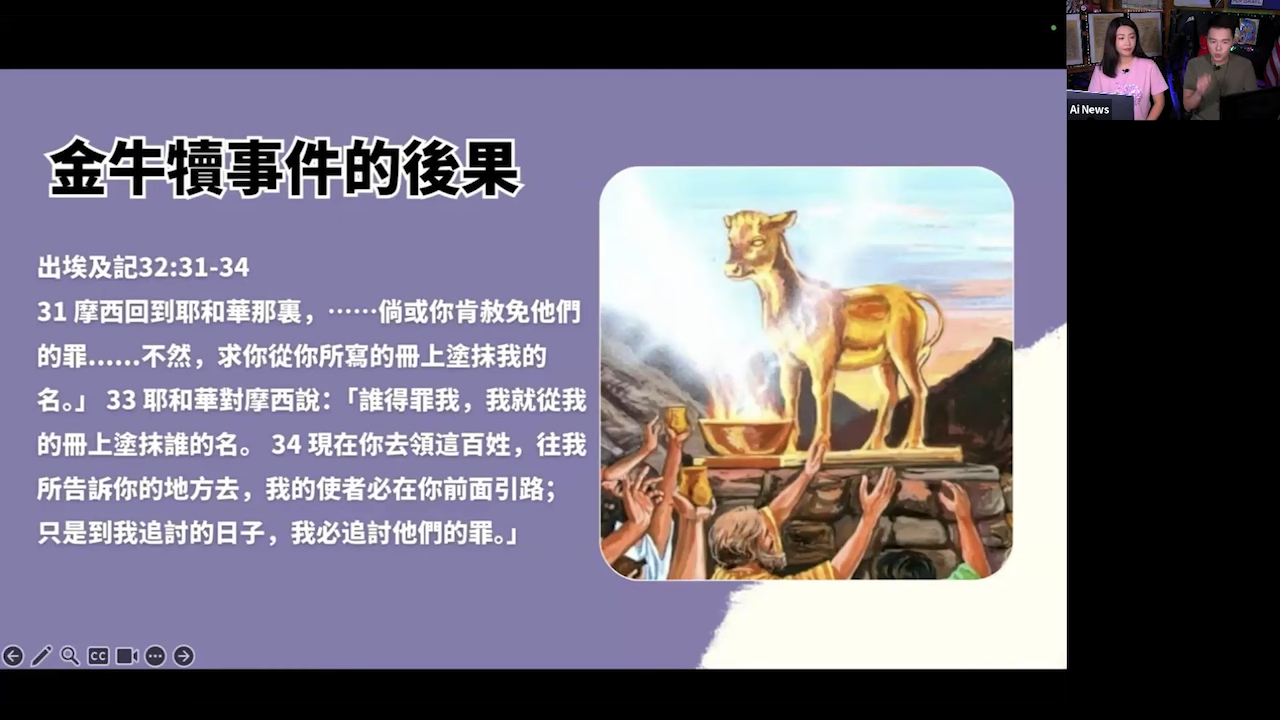 金牛犢事件的後果
出埃及記32:31-34
31 摩西回到耶和華那裏，⋯⋯倘或你肯赦免他們
的罪......不然，求你從你所寫的冊上塗抹我的
名。」 33 耶和華對摩西說：「誰得罪我，我就從我
的冊上塗抹誰的名。 34 現在你去領這百姓，往我
所告訴你的地方去，我的使者必在你前面引路；
只是到我追討的日子，我必追討他們的罪。」
Ai News
CC